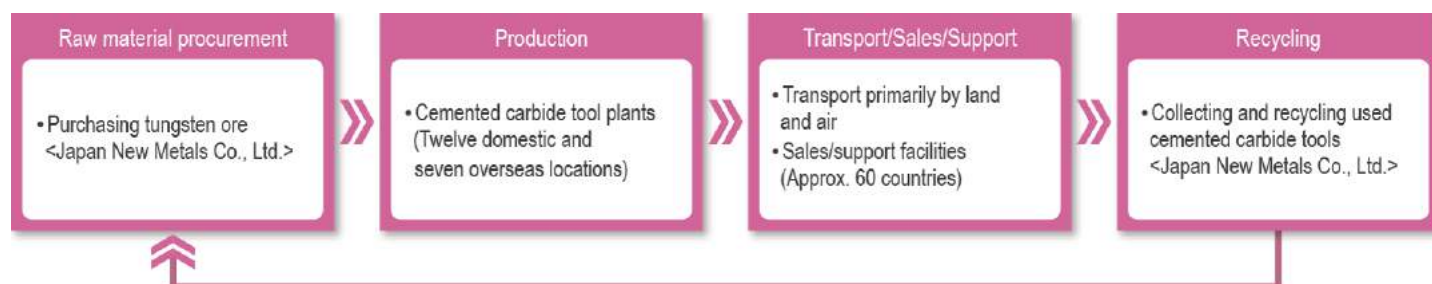 Raw material procurement
• Purchasing tungsten ore
<Japan New Metals Co., Ltd.>
Production
• Cemented carbide tool plants
(Twelve domestic and
seven overseas locations)
Transport/Sales/Support
• Transport primarily by land
and air
• Sales/support facilities
(Approx. 60 countries)
Recycling
• Collecting and recycling used
cemented carbide tools
<Japan New Metals Co., Ltd.>